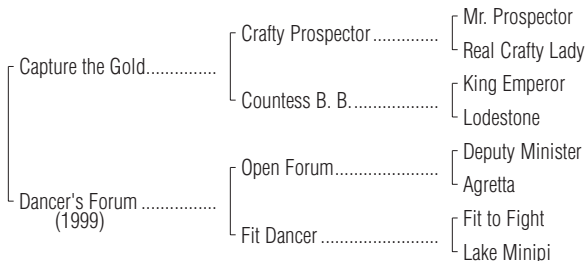 Mr. Prospector
Crafty Prospector..............
Real Crafty Lady
Capture the Gold...............
King Emperor
Countess B. B. ..................
Lodestone
Deputy Minister
Open Forum......................
Agretta
Dancer's Forum ................
(1999)
Fit to Fight
Fit Dancer .........................
Lake Minipi